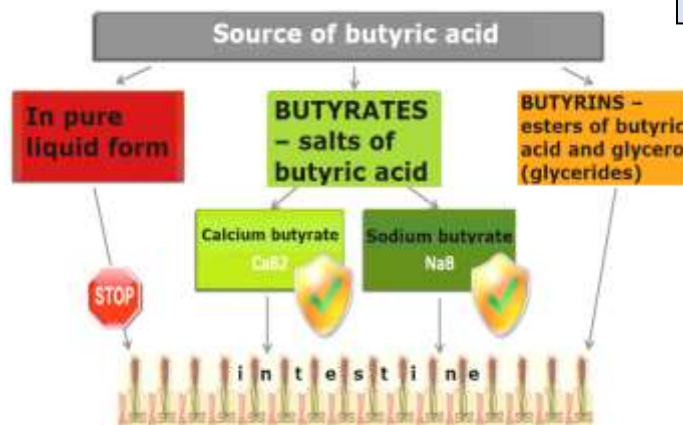 Source of butyric acid
In pure
liquid form
BUTYRATES
– salts of
butyric acid
BUTYRINS –
esters of butyric
acid and glycero
(glycerides)
Calcium butyrate
CaB2
Sodium butyrate
NaB
STOP
intestine